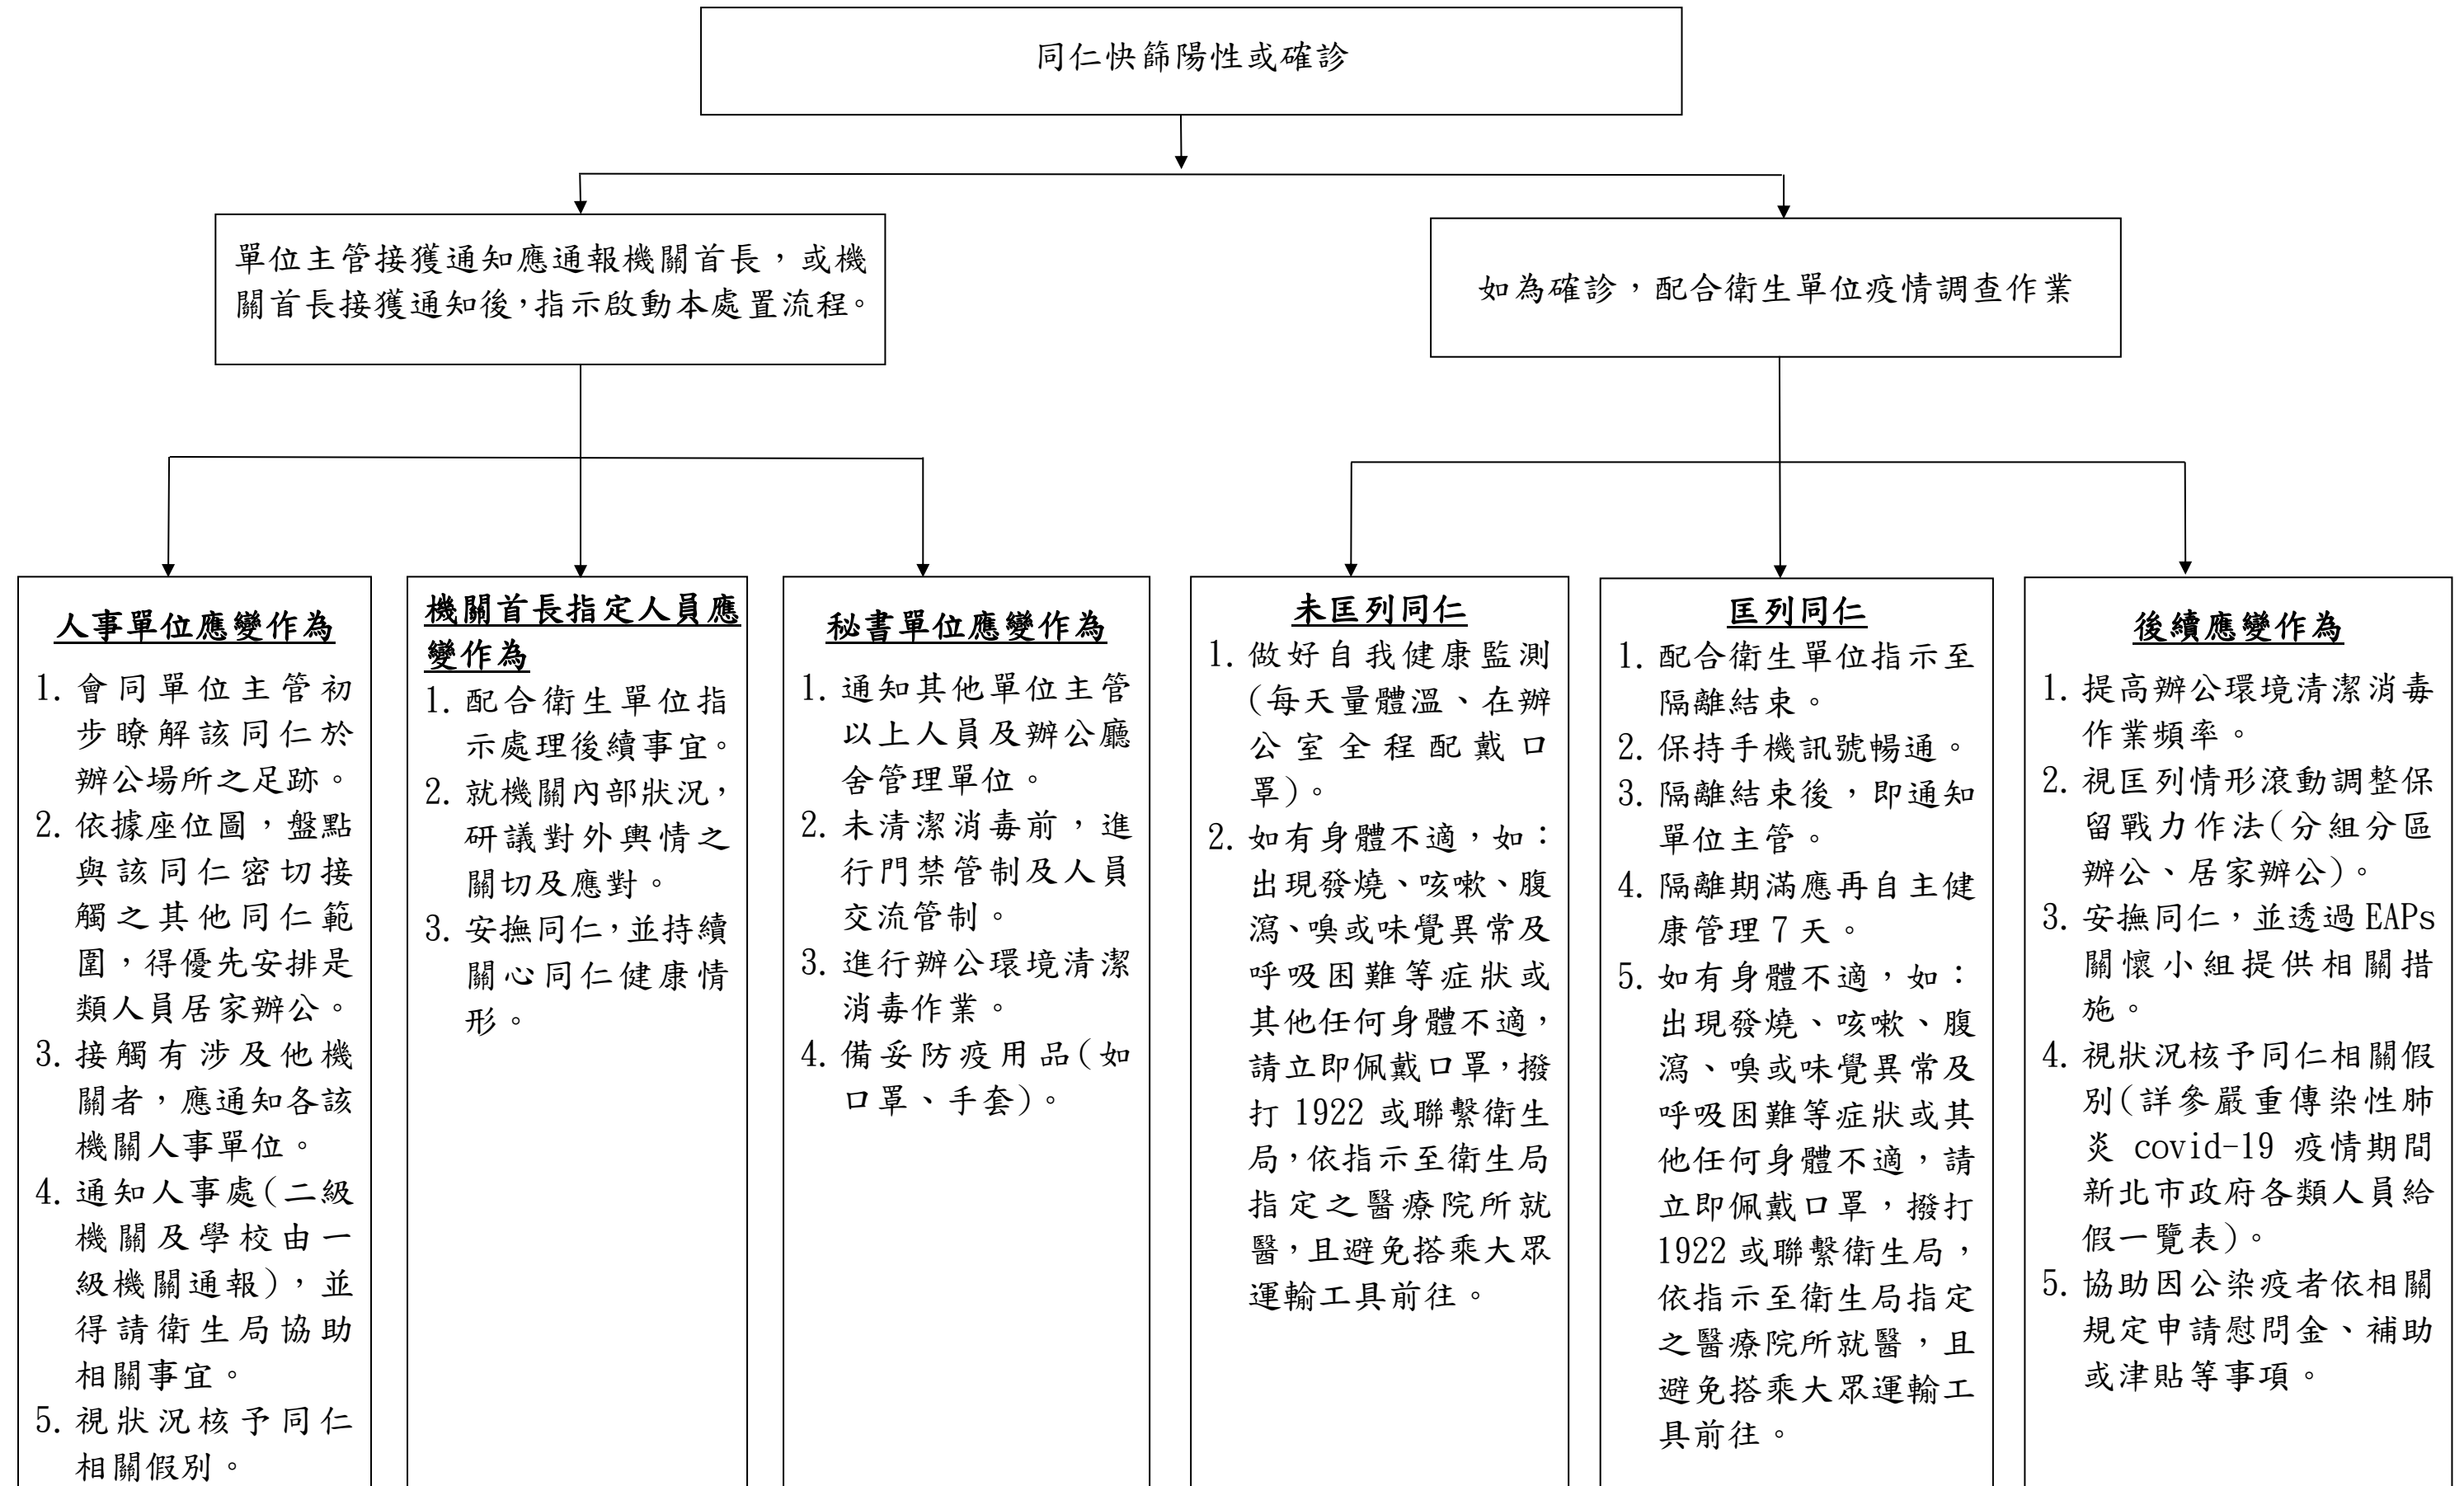 同仁快篩陽性或確診
單位主管接獲通知應通報機關首長，或機
關首長接獲通知後，指示啟動本處置流程。
如為確診，配合衛生單位疫情調查作業
人事單位應變作為
1. 會同單位主管初
步瞭解該同仁於
辦公場所之足跡。
2. 依據座位圖，盤點
與該同仁密切接
觸之其他同仁範
圍，得優先安排是
類人員居家辦公。
3. 接觸有涉及他機
關者，應通知各該
機關人事單位。
4. 通知人事處(二級
機關及學校由一
級機關通報)，並
得請衛生局協助
相關事宜。
5. 視狀況核予同仁
相關假別。
機關首長指定人員應
變作為
1. 配合衛生單位指
示處理後續事宜。
2. 就機關內部狀況，
研議對外輿情之
關切及應對。
3. 安撫同仁，並持續
關心同仁健康情
形。
秘書單位應變作為
1. 通知其他單位主管
以上人員及辦公廳
舍管理單位。
2. 未清潔消毒前，進
行門禁管制及人員
交流管制。
3. 進行辦公環境清潔
消毒作業。
4. 備妥防疫用品(如
口罩、手套)。
未匡列同仁
1. 做好自我健康監測
(每天量體溫、在辦
公室全程配戴口
罩)。
2. 如有身體不適，如：
出現發燒、咳嗽、腹
瀉、嗅或味覺異常及
呼吸困難等症狀或
其他任何身體不適，
請立即佩戴口罩，撥
打 1922 或聯繫衛生
局，依指示至衛生局
指定之醫療院所就
醫，且避免搭乘大眾
運輸工具前往。
匡列同仁
1. 配合衛生單位指示至
隔離結束。
2. 保持手機訊號暢通。
3. 隔離結束後，即通知
單位主管。
4. 隔離期滿應再自主健
康管理 7 天。
5. 如有身體不適，如：
出現發燒、咳嗽、腹
瀉、嗅或味覺異常及
呼吸困難等症狀或其
他任何身體不適，請
立即佩戴口罩，撥打
1922 或聯繫衛生局，
依指示至衛生局指定
之醫療院所就醫，且
避免搭乘大眾運輸工
具前往。
後續應變作為
1. 提高辦公環境清潔消毒
作業頻率。
2. 視匡列情形滾動調整保
留戰力作法(分組分區
辦公、居家辦公)。
3. 安撫同仁，並透過 EAPs
關懷小組提供相關措
施。
4. 視狀況核予同仁相關假
別(詳參嚴重傳染性肺
炎 covid-19 疫情期間
新北市政府各類人員給
假一覽表)。
5. 協助因公染疫者依相關
規定申請慰問金、補助
或津貼等事項。